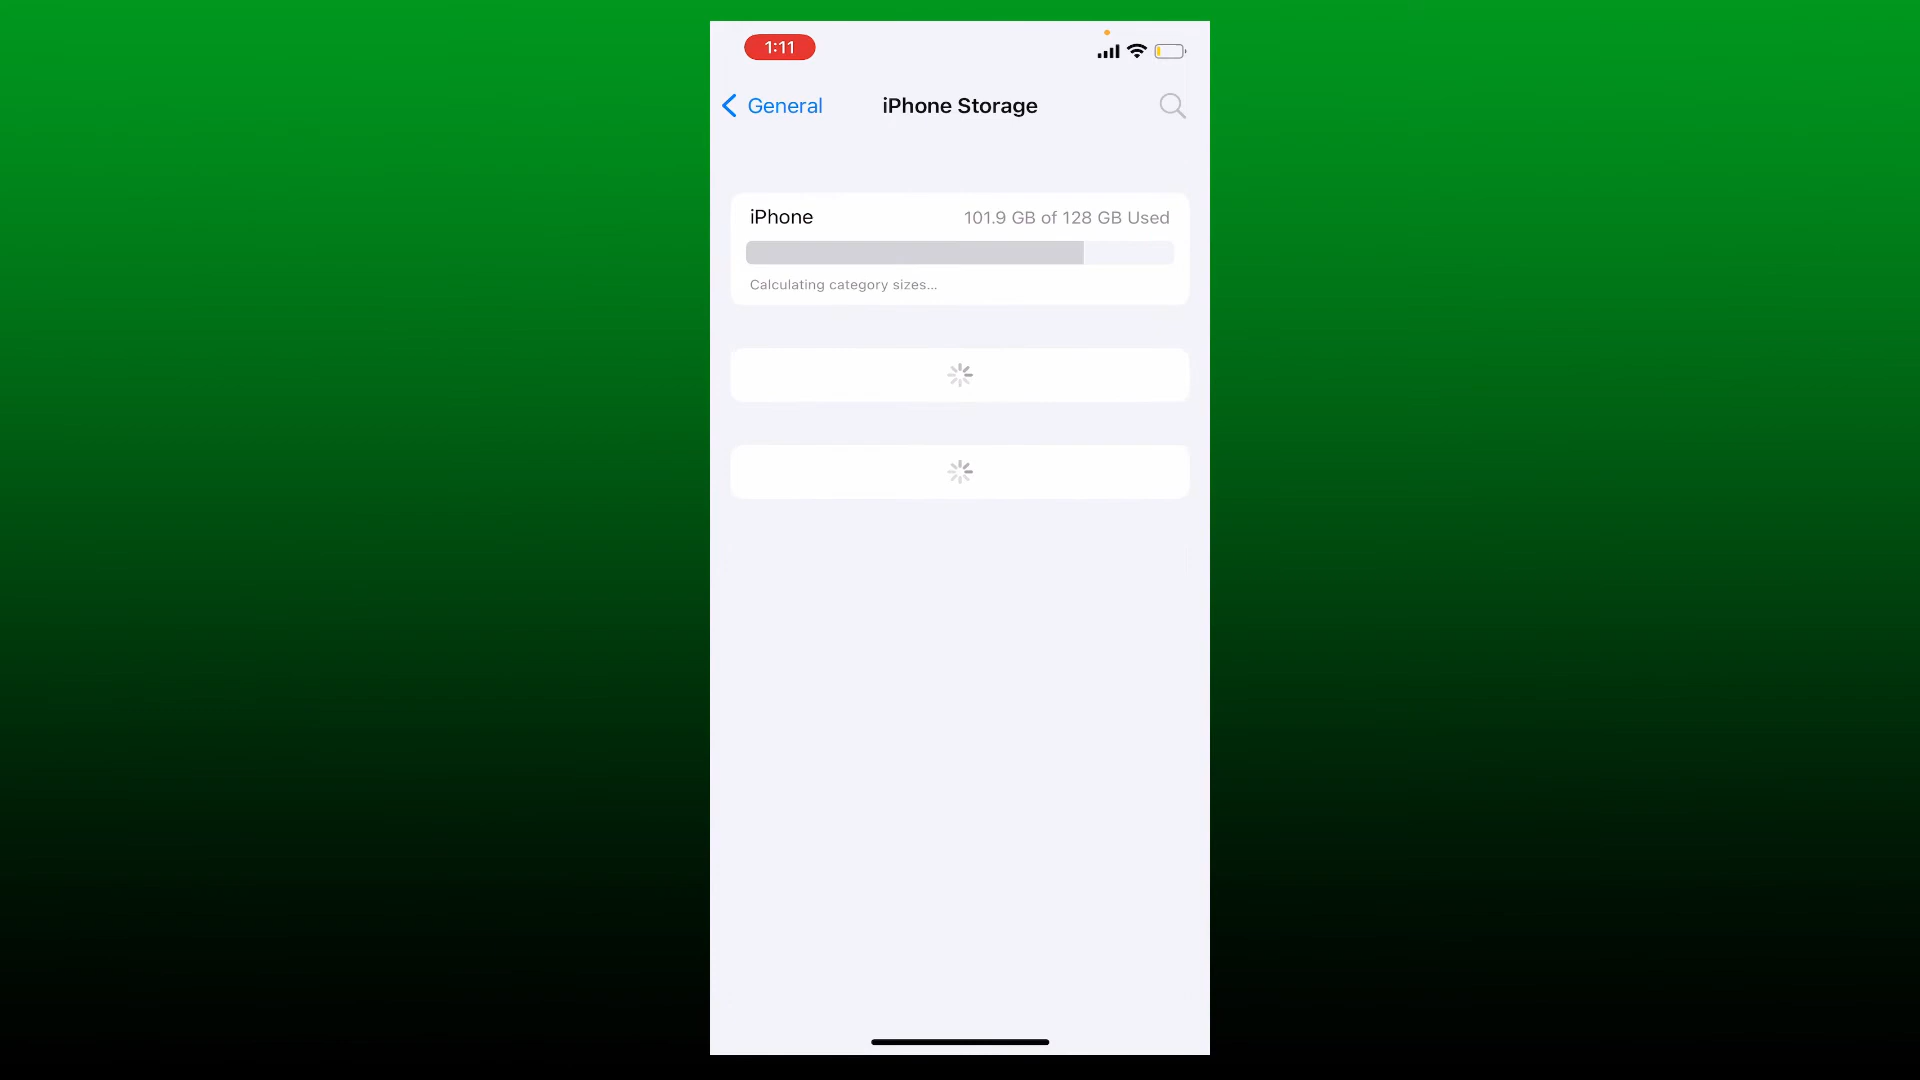 1:11
General
iPhone Storage
iPhone
101.9 GB of 128 GB Used
Calculating category sizes...